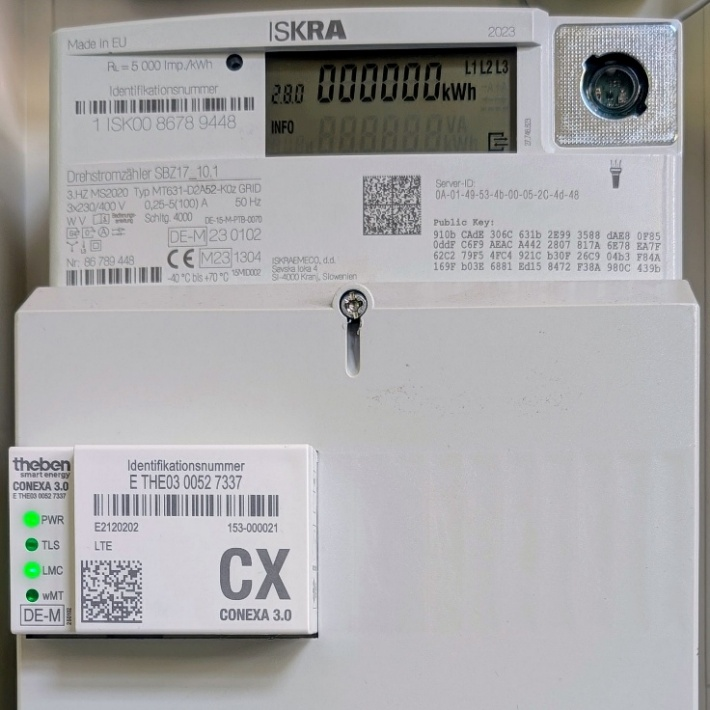 Made in EU
ISKRA
2023
RL = 5 000 Imp./kWh
Identifikationsnummer
1 ISK00 8678 9448
L1 L2 L3
2.8.0 000000 kWh
INFO
Drehstromzähler SBZ17_10,1
3.HZ MS2020 Typ MT631-D2A52-K0z GRID
3x230/400 V 0,25-5(100) A 50 Hz
Schltg. 4000 DE-15-M-PTB-0070
DE-M 23 0102
CE M23 1304
Nr: 86 789 448
-40 °C bis +70 °C
ISKRAEMECO, d.d.
Savska loka 4
SI-4000 Kranj, Slowenien
Server-ID:
0A-01-49-53-4b-00-05-2C-4d-48
Public Key:
910b CAdE 306C 631b 2E99 3588 dAE8 0F85
0ddF C6F9 AEAC A442 2807 817A 6E78 EA7F
62C2 79F5 4FC4 921C b30F 26C9 04b3 F84A
169F b03E 6881 Ed15 8472 F38A 980C 439b
theben
smart energy
CONEXA 3.0
E THE03 0052 7337
PWR
TLS
LMC
wMT
DE-M
Identifikationsnummer
E THE03 0052 7337
E2120202 153-000021
LTE
CX
CONEXA 3.0